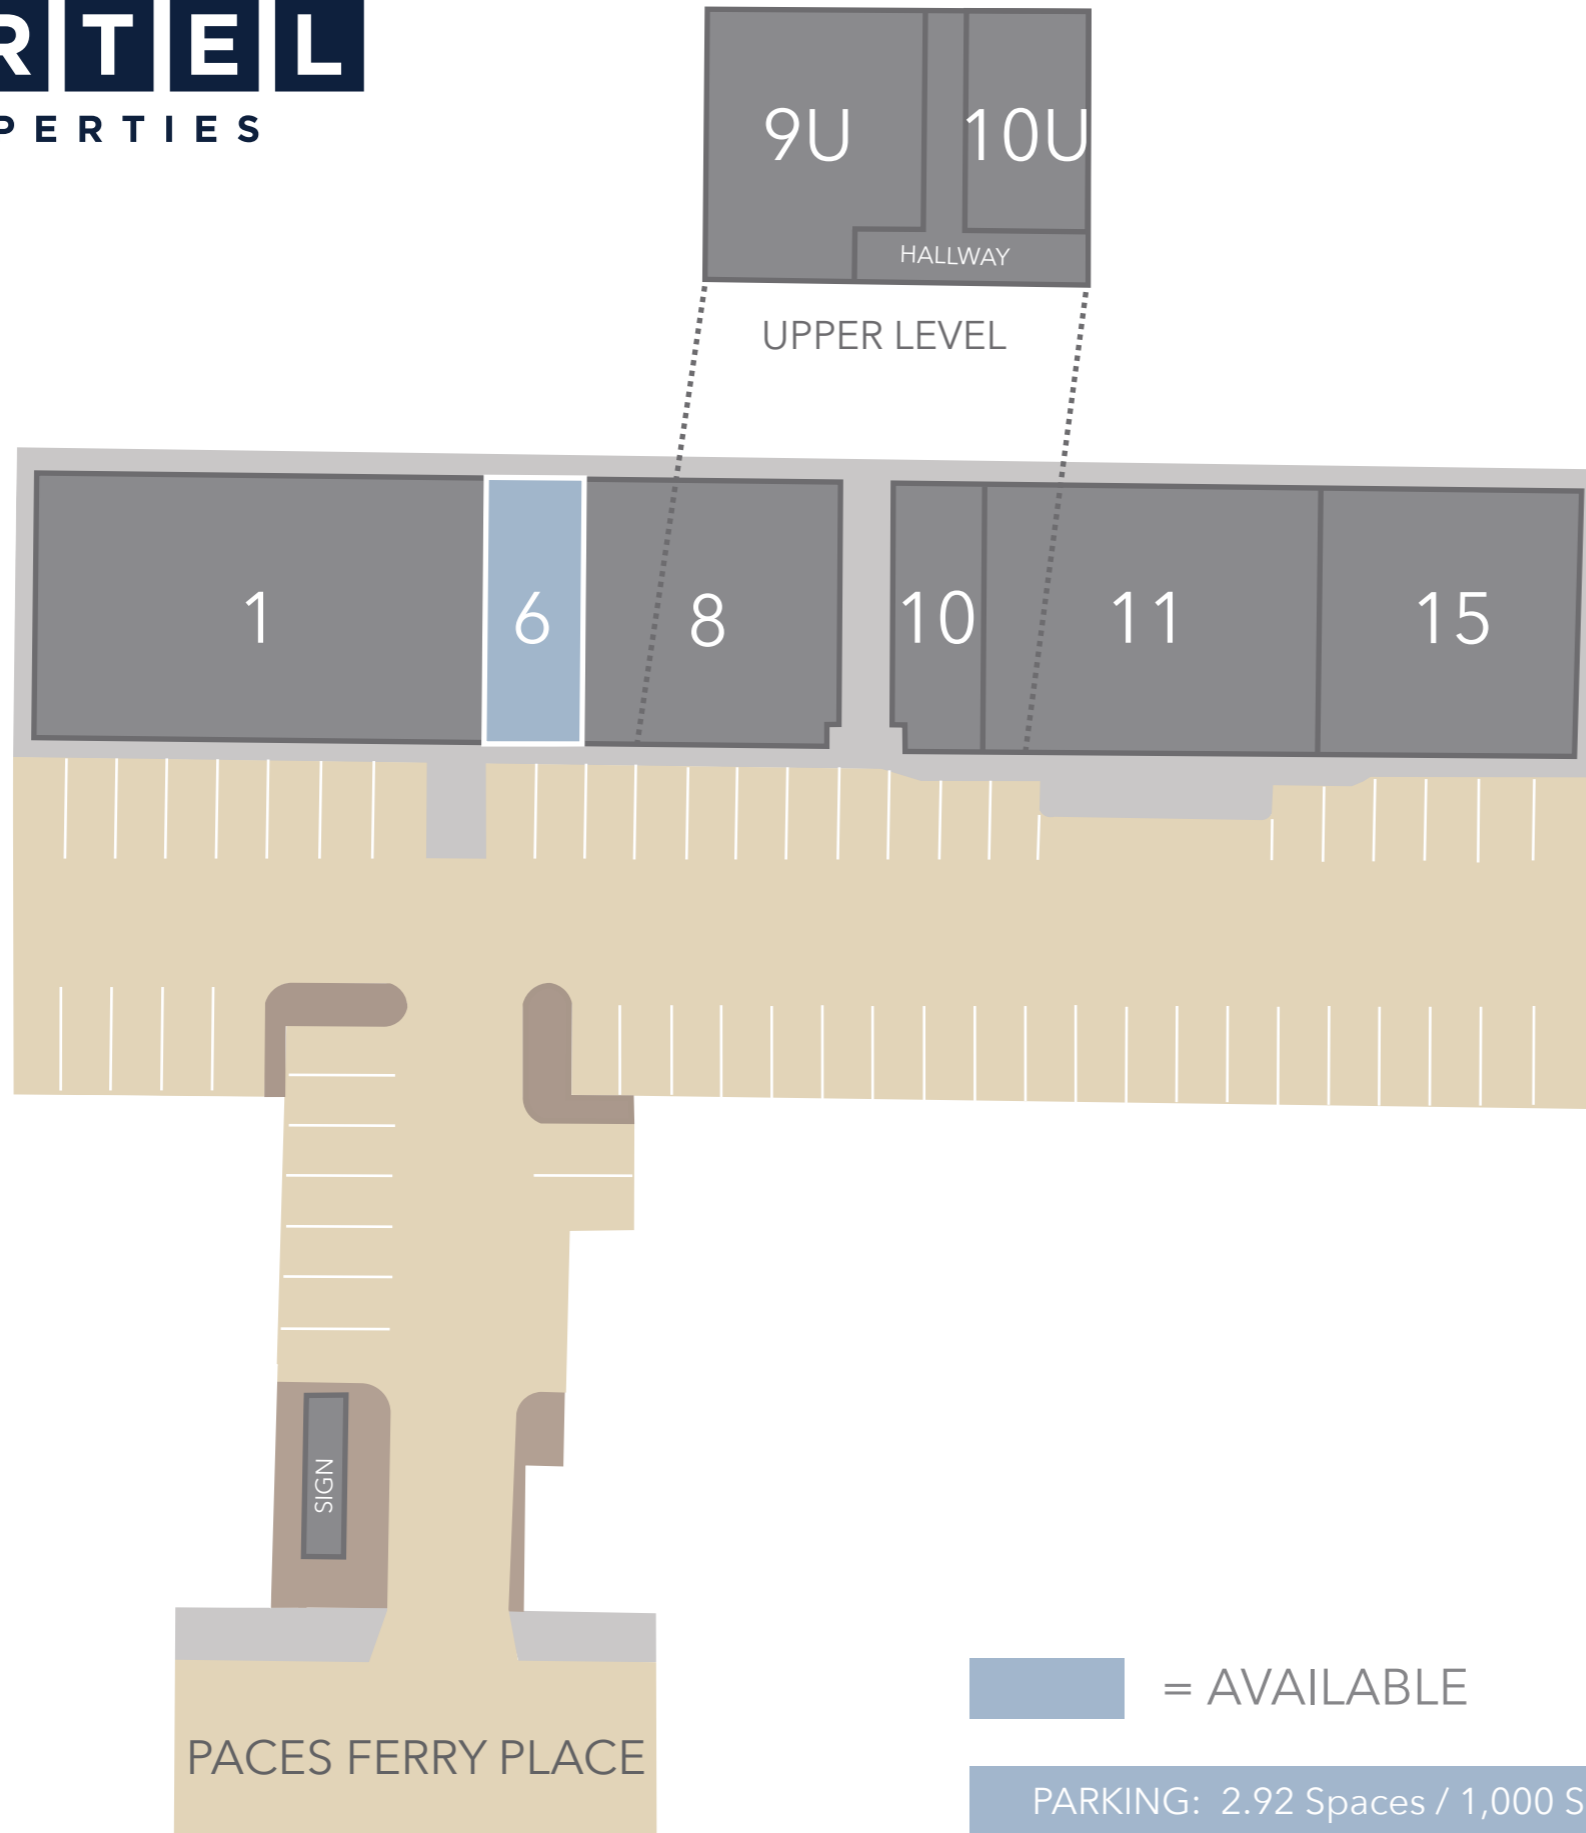 RTEL
PERTIES
9U
10U
HALLWAY
UPPER LEVEL
1
6
8
10
11
15
SIGN
= AVAILABLE
PACES FERRY PLACE
PARKING: 2.92 Spaces / 1,000 S